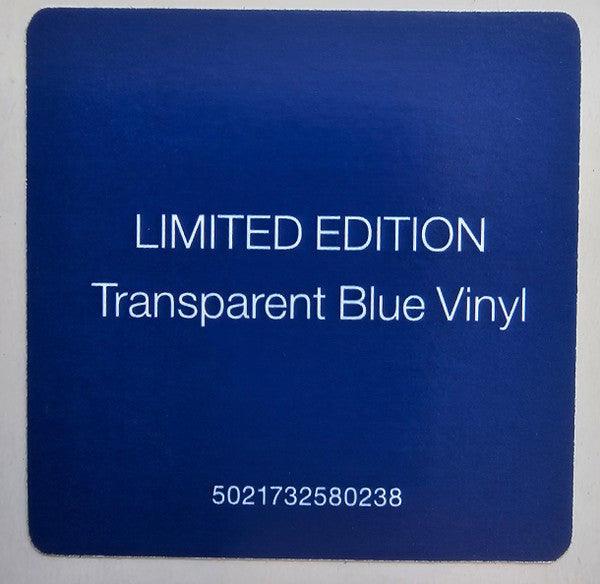 LIMITED EDITION
Transparent Blue Vinyl
5021732580238